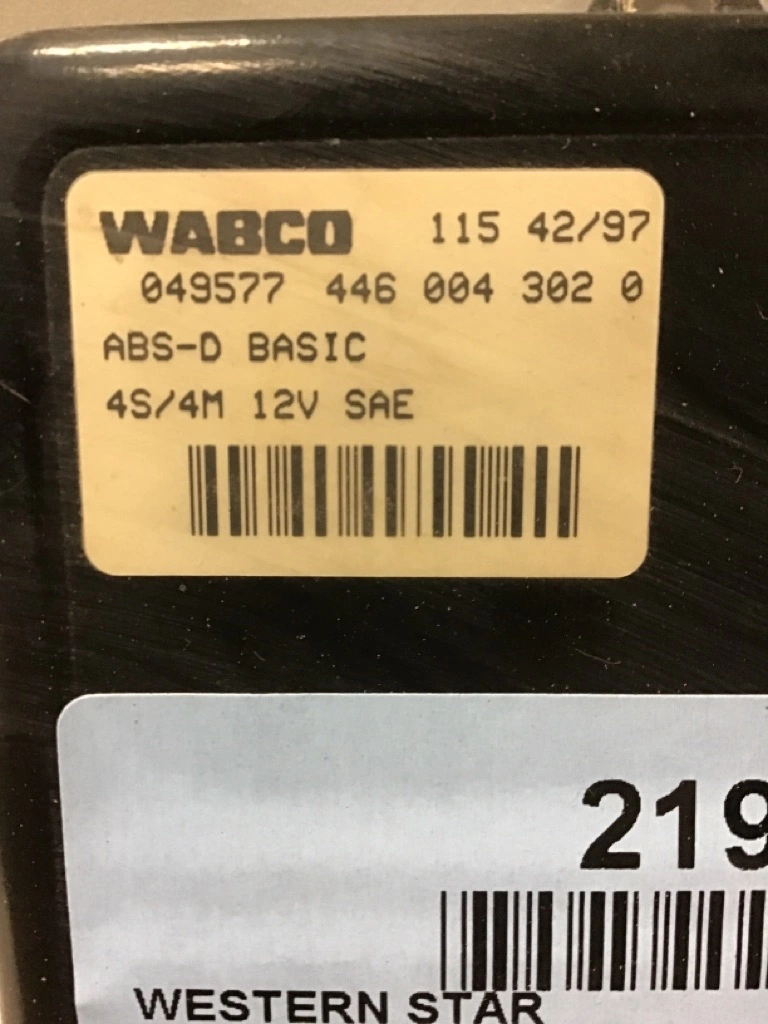 WABCO 115 42/97
049577 446 004 302 0
ABS-D BASIC
4S/4M 12V SAE
219
WESTERN STAR